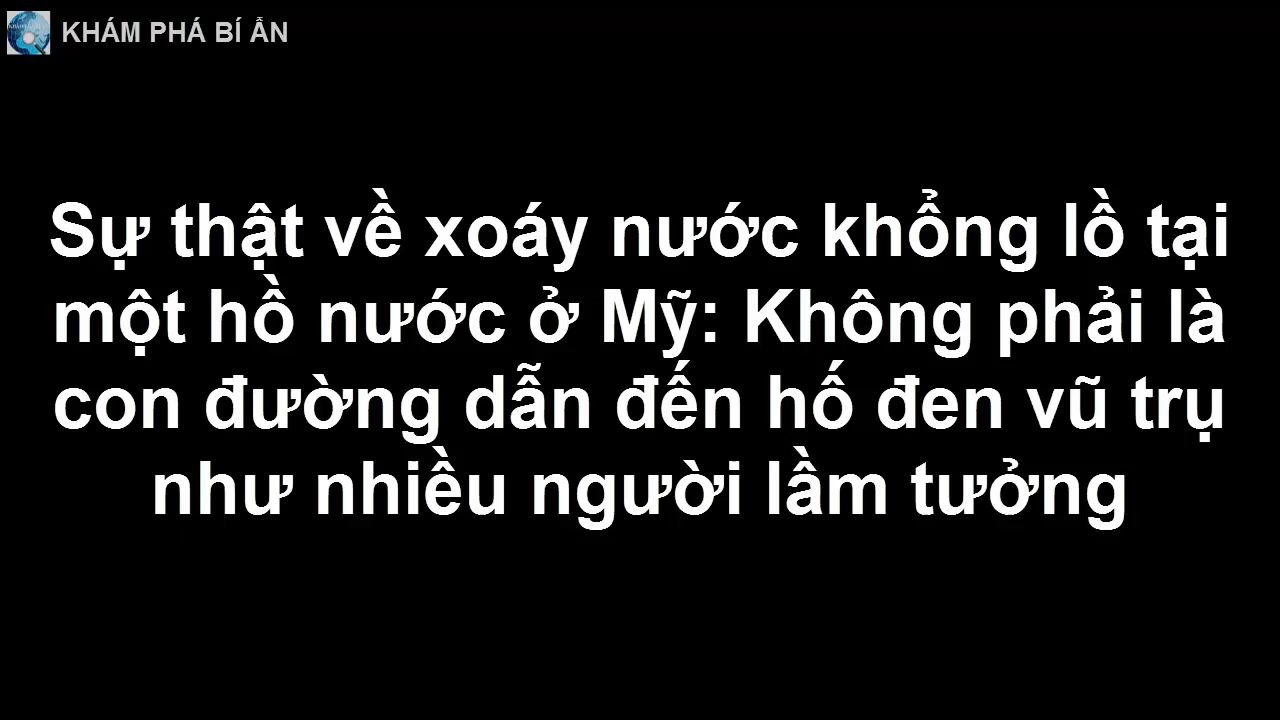 KHÁM PHÁ BÍ ẨN
Sự thật về xoáy nước khổng lồ tại
một hồ nước ở Mỹ: Không phải là
con đường dẫn đến hố đen vũ trụ
như nhiều người lầm tưởng